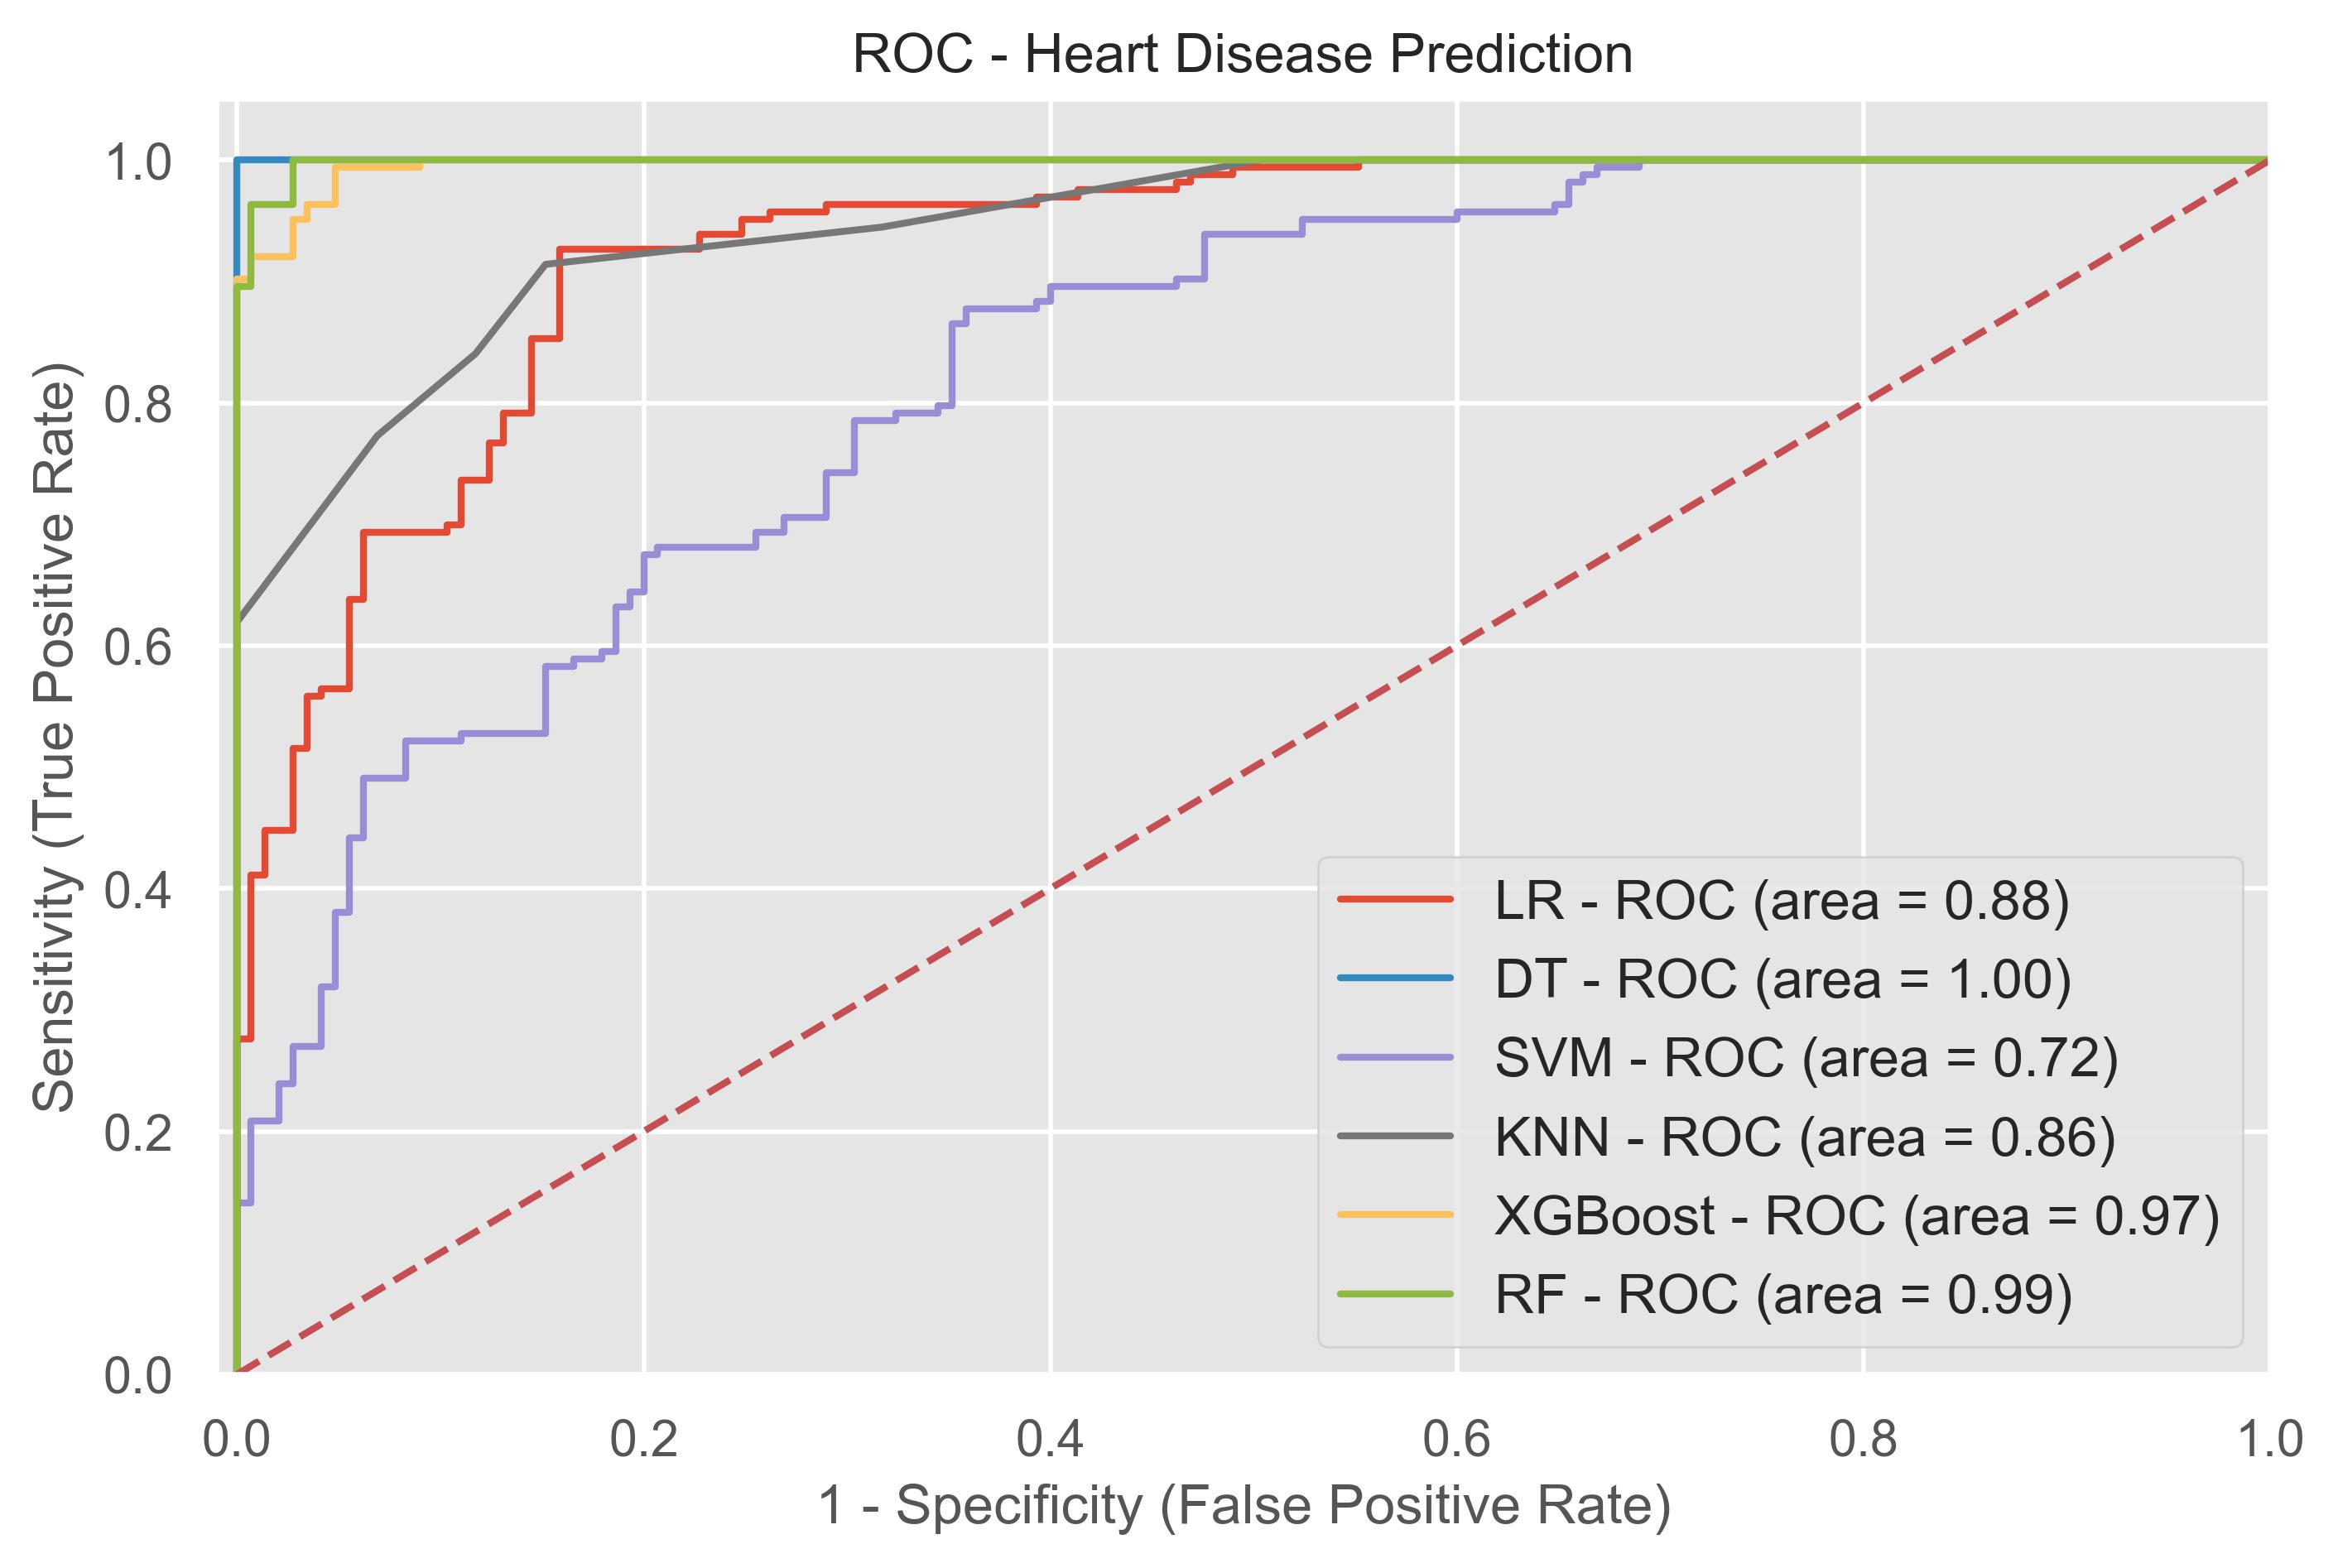 ROC - Heart Disease Prediction
Sensitivity (True Positive Rate)
1.0
0.8
0.6
0.4
0.2
0.0
LR - ROC (area = 0.88)
DT - ROC (area = 1.00)
SVM - ROC (area = 0.72)
KNN - ROC (area = 0.86)
XGBoost - ROC (area = 0.97)
RF - ROC (area = 0.99)
0.0 0.2 0.4 0.6 0.8 1.0
1 - Specificity (False Positive Rate)